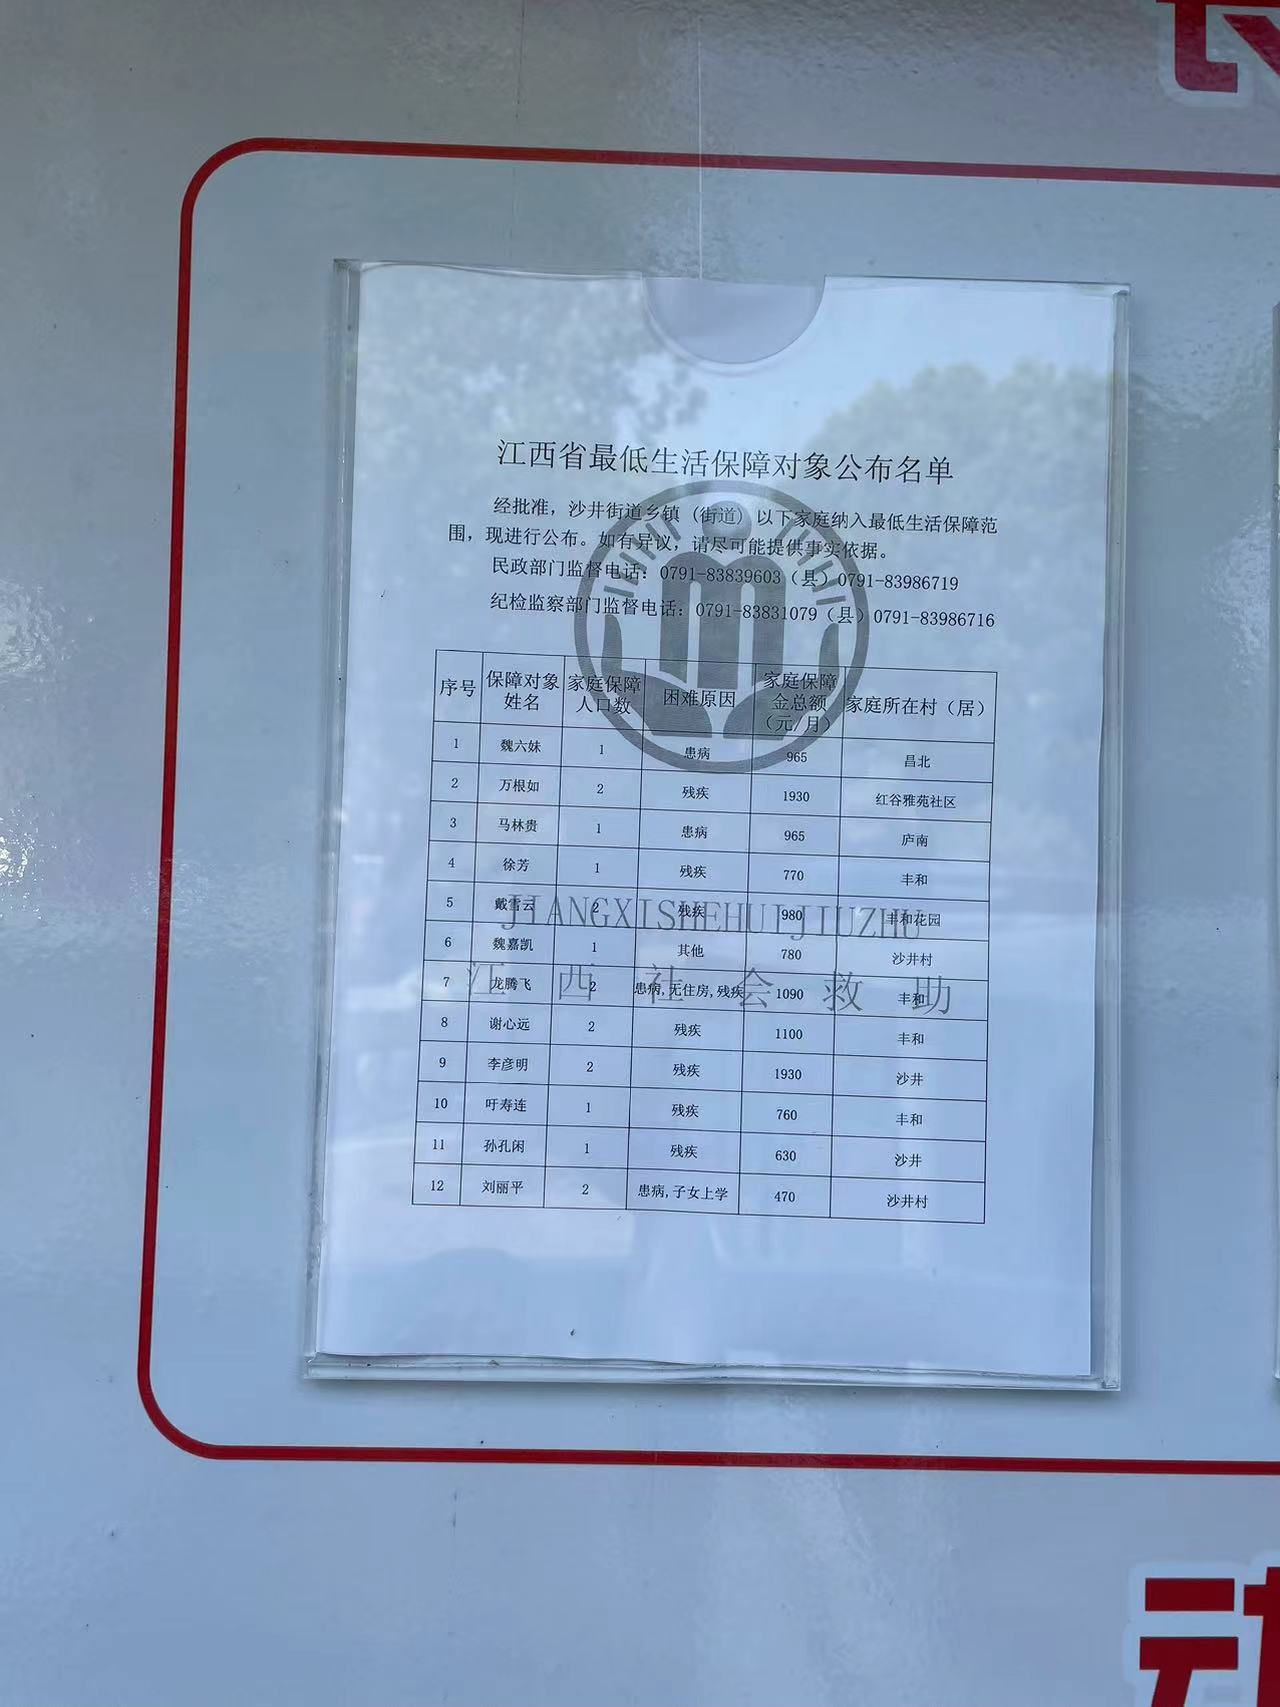 江西省最低生活保障对象公布名单
经批准，沙井街道乡镇（街道）以下家庭纳入最低生活保障范
围，现进行公布。如有异议，请尽可能提供事实依据。
民政部门监督电话：0791-83839603（县）0791-83986719
纪检监察部门监督电话：0791-83831079（县）0791-83986716
序号 保障对象姓名 家庭保障人口数 困难原因 家庭保障金总额（元/月） 家庭所在村（居）
1 魏六妹 1 患病 965 昌北
2 万根如 2 残疾 1930 红谷雅苑社区
3 马林贵 1 患病 965 庐南
4 徐芳 1 残疾 770 丰和
5 戴雪云 2 残疾 980 丰和花园
JIANGXISHEHUIJIUZHU
6 魏嘉凯 1 其他 780 沙井村
7 龙腾飞 2 患病,无住房,残疾 1090 丰和
江西社会救助
8 谢心远 2 残疾 1100 丰和
9 李彦明 2 残疾 1930 沙井
10 吁寿连 1 残疾 760 丰和
11 孙孔闲 1 残疾 630 沙井
12 刘丽平 2 患病,子女上学 470 沙井村